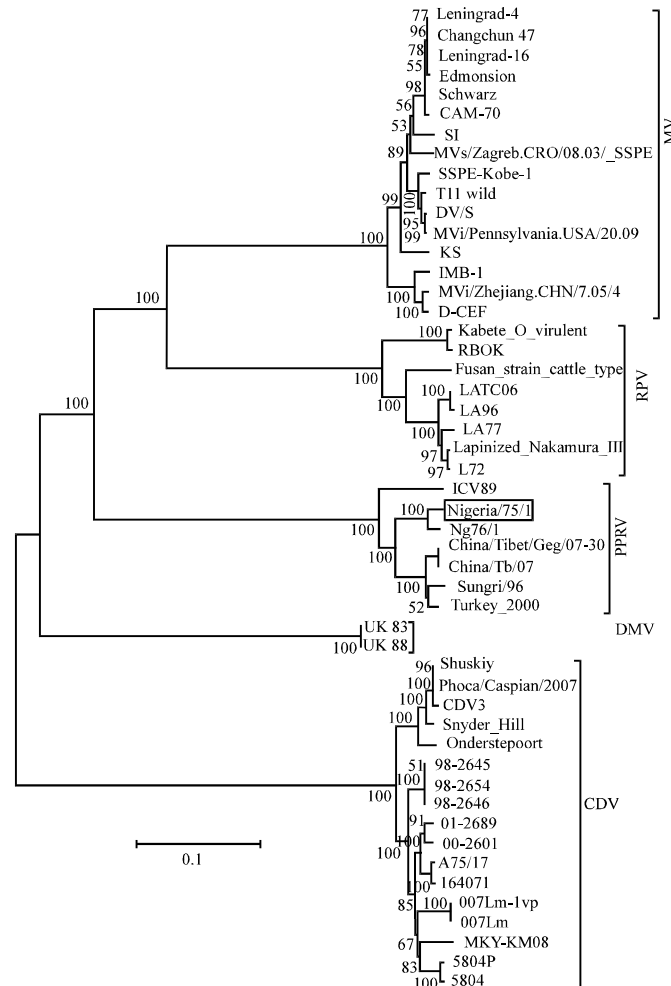 77
Leningrad-4
96
Changchun 47
78
Leningrad-16
55
Edmonsion
98
Schwarz
56
CAM-70
53
SI
89
MVs/Zagreb.CRO/08.03/_SSPE
SSPE-Kobe-1
99
T11 wild
100
DV/S
95
MVi/Pennsylvania.USA/20.09
99
100
KS
IMB-1
100
MVi/Zhejiang.CHN/7.05/4
100
D-CEF
MV
100
100
Kabete_O_virulent
RBOK
100
Fusan_strain_cattle_type
100
100
LATC06
LA96
100
LA77
97
Lapinized_Nakamura_III
97
L72
RPV
100
ICV89
100
100
Nigeria/75/1
Ng76/1
100
China/Tibet/Geg/07-30
China/Tb/07
100
Sungri/96
52
Turkey_2000
PPRV
DMV
UK 83
100
UK 88
96
Shuskiy
100
Phoca/Caspian/2007
100
CDV3
100
Snyder_Hill
Onderstepoort
51
98-2645
100
98-2654
100
98-2646
91
01-2689
100
00-2601
100
A75/17
100
164071
85
100
007Lm-1vp
007Lm
67
MKY-KM08
83
5804P
100
5804
CDV
0.1